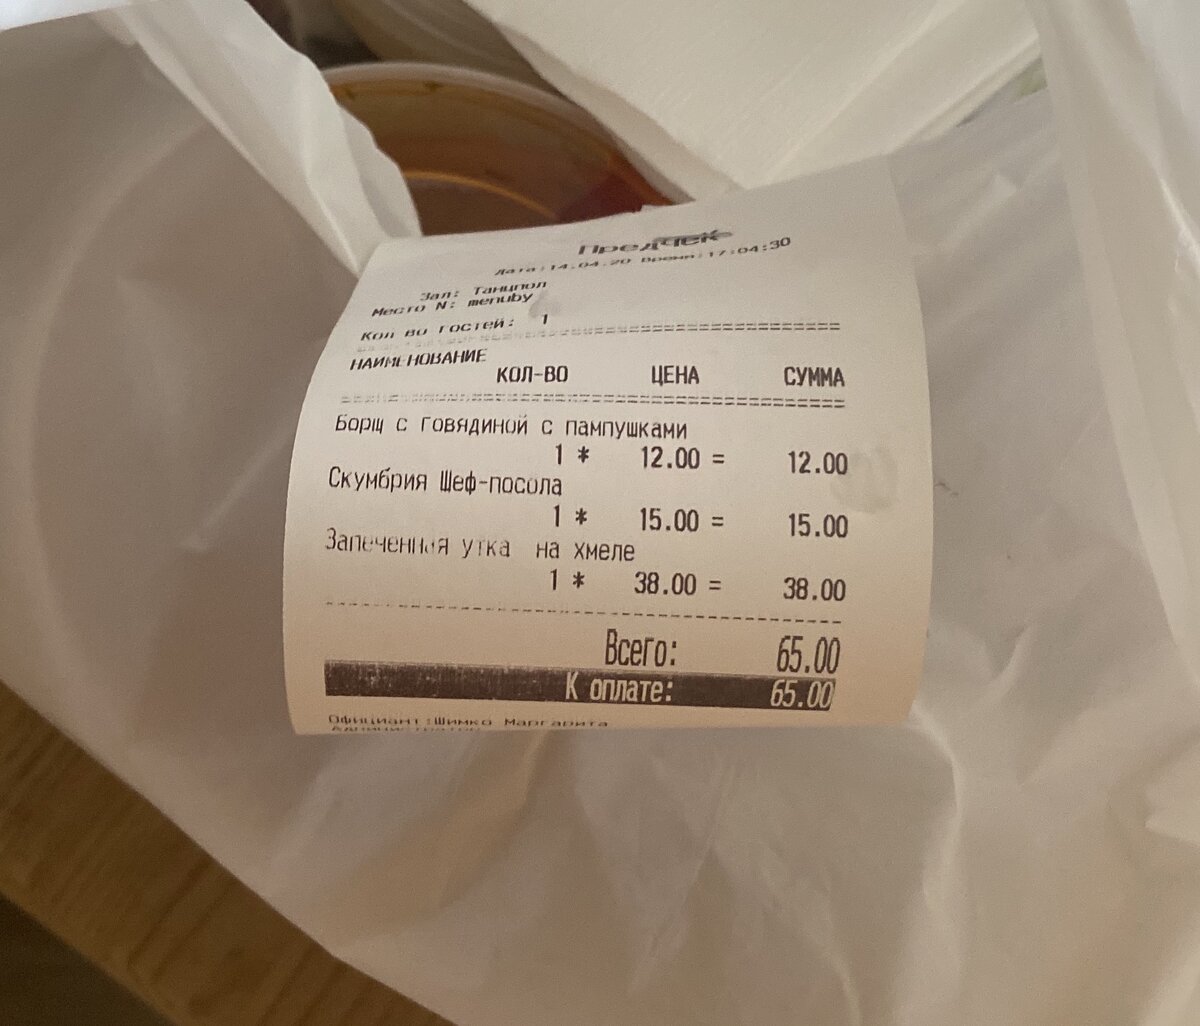 Предчек
Дата:14.04.20 Время:17:04:30
Зал: Танцпол
Место N: menuby
Кол во гостей: 1
НАИМЕНОВАНИЕ
КОЛ-ВО ЦЕНА СУММА
Борщ с говядиной с пампушками
1 * 12.00 = 12.00
Скумбрия Шеф-посола
1 * 15.00 = 15.00
Запеченная утка на хмеле
1 * 38.00 = 38.00
Всего: 65.00
К оплате: 65.00
Официант:Шимко Маргарита